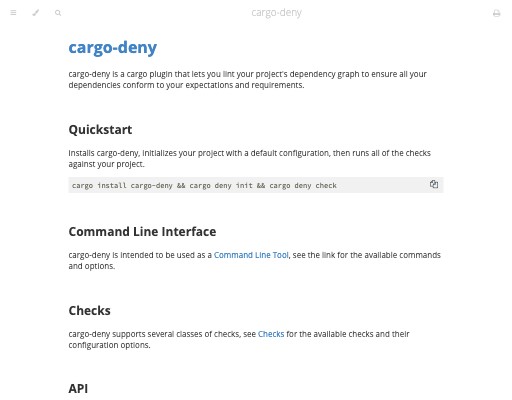 cargo-deny
cargo-deny
cargo-deny is a cargo plugin that lets you lint your project's dependency graph to ensure all your
dependencies conform to your expectations and requirements.
Quickstart
Installs cargo-deny, initializes your project with a default configuration, then runs all of the checks
against your project.
cargo install cargo-deny && cargo deny init && cargo deny check
Command Line Interface
cargo-deny is intended to be used as a Command Line Tool, see the link for the available commands
and options.
Checks
cargo-deny supports several classes of checks, see Checks for the available checks and their
configuration options.
API